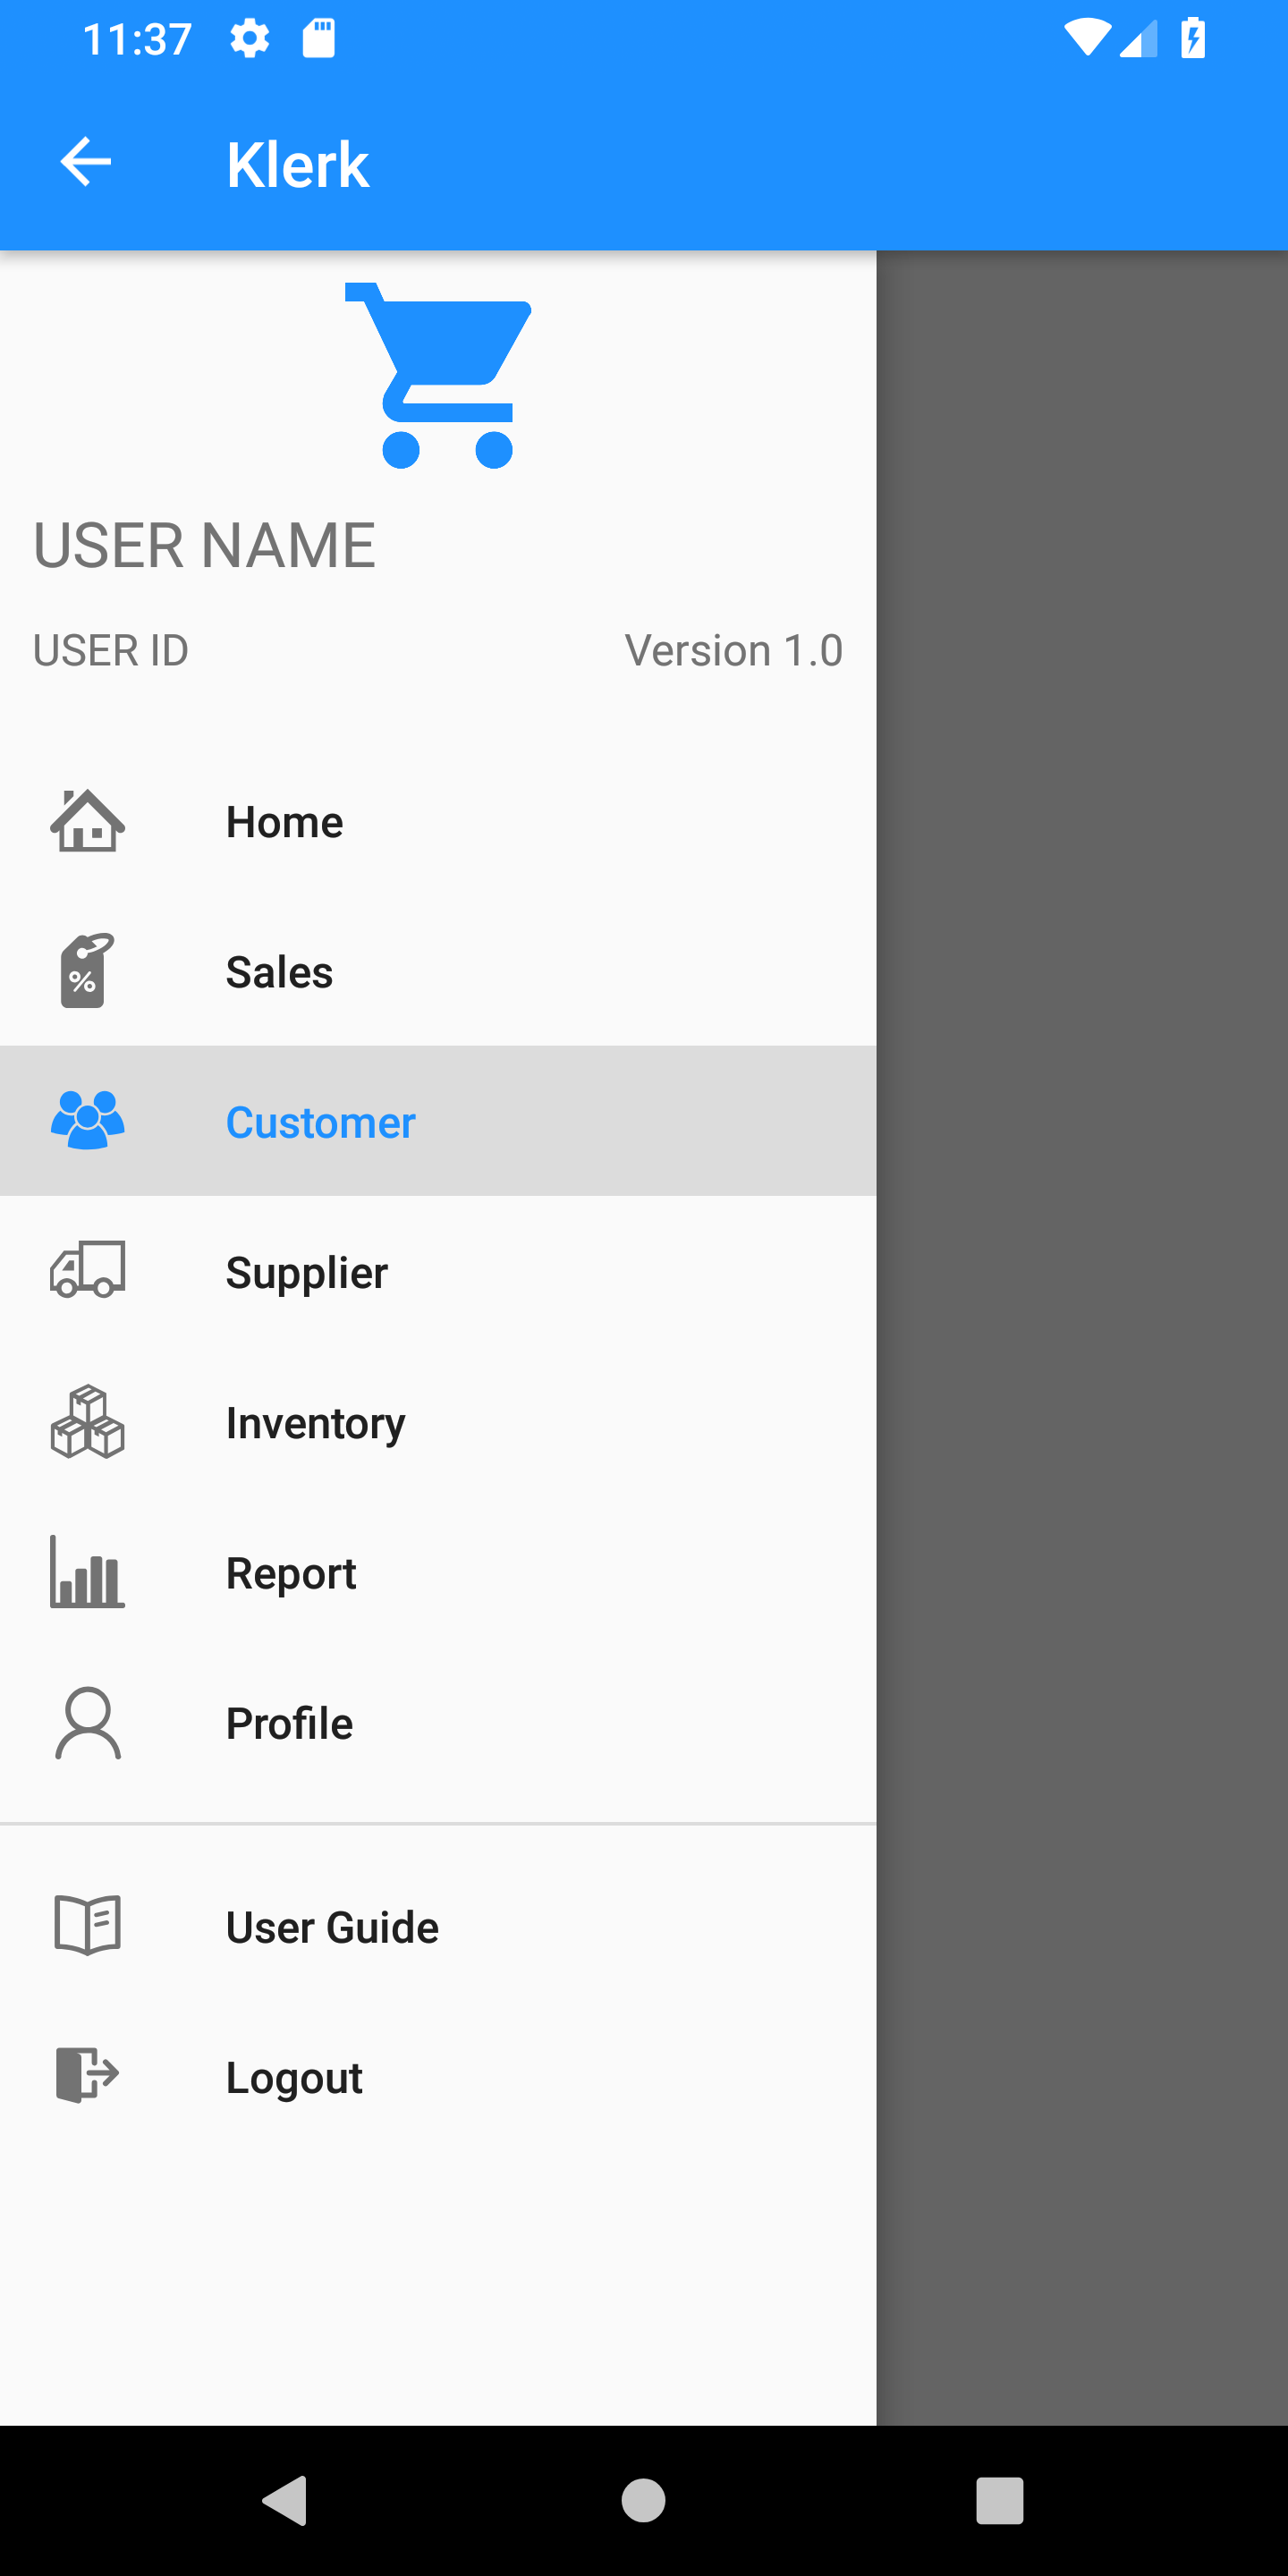 11:37
Klerk
USER NAME
USER ID Version 1.0
Home
%
Sales
Customer
Supplier
Inventory
Report
Profile
User Guide
Logout